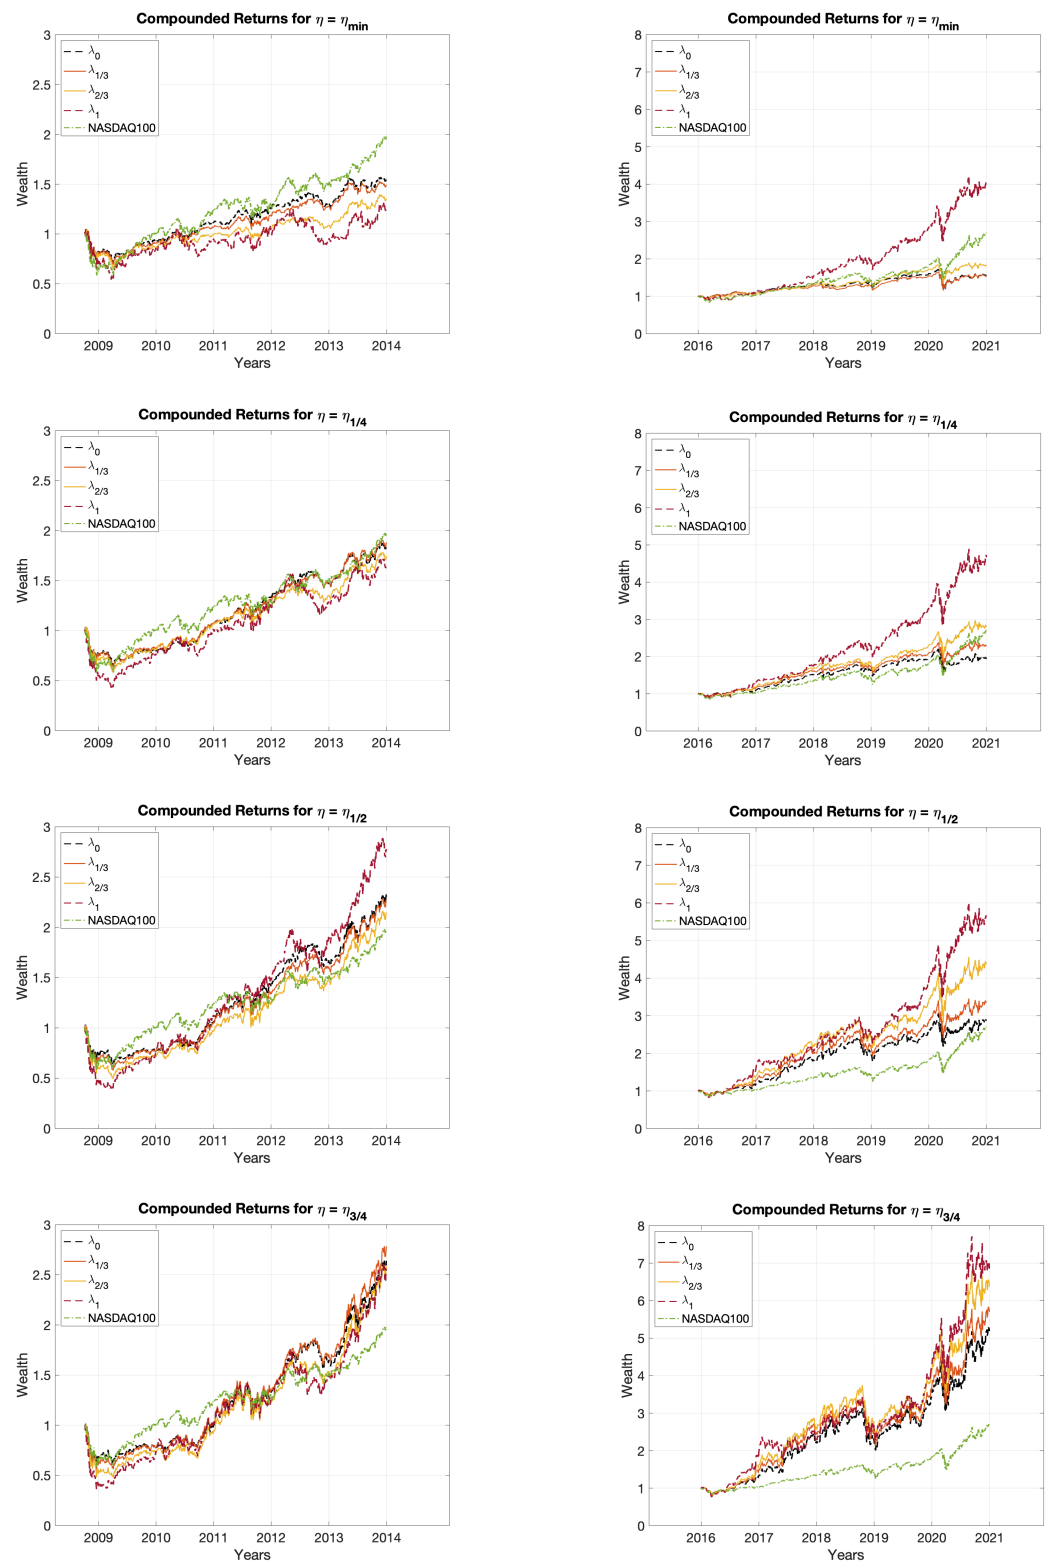 Compounded Returns for η = η_min
3
2.5
2
1.5
1
0.5
0
Wealth
λ_0
λ_1/3
λ_2/3
λ_1
NASDAQ100
2009 2010 2011 2012 2013 2014
Years
Compounded Returns for η = η_min
8
7
6
5
4
3
2
1
0
Wealth
λ_0
λ_1/3
λ_2/3
λ_1
NASDAQ100
2016 2017 2018 2019 2020 2021
Years
Compounded Returns for η = η_1/4
3
2.5
2
1.5
1
0.5
0
Wealth
λ_0
λ_1/3
λ_2/3
λ_1
NASDAQ100
2009 2010 2011 2012 2013 2014
Years
Compounded Returns for η = η_1/4
8
7
6
5
4
3
2
1
0
Wealth
λ_0
λ_1/3
λ_2/3
λ_1
NASDAQ100
2016 2017 2018 2019 2020 2021
Years
Compounded Returns for η = η_1/2
3
2.5
2
1.5
1
0.5
0
Wealth
λ_0
λ_1/3
λ_2/3
λ_1
NASDAQ100
2009 2010 2011 2012 2013 2014
Years
Compounded Returns for η = η_1/2
8
7
6
5
4
3
2
1
0
Wealth
λ_0
λ_1/3
λ_2/3
λ_1
NASDAQ100
2016 2017 2018 2019 2020 2021
Years
Compounded Returns for η = η_3/4
3
2.5
2
1.5
1
0.5
0
Wealth
λ_0
λ_1/3
λ_2/3
λ_1
NASDAQ100
2009 2010 2011 2012 2013 2014
Years
Compounded Returns for η = η_3/4
8
7
6
5
4
3
2
1
0
Wealth
λ_0
λ_1/3
λ_2/3
λ_1
NASDAQ100
2016 2017 2018 2019 2020 2021
Years